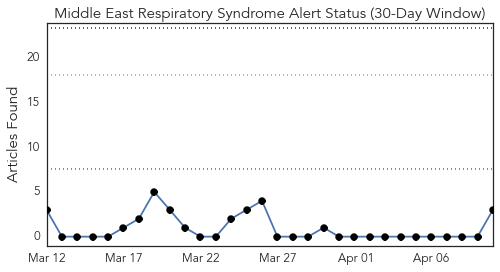 Middle East Respiratory Syndrome Alert Status (30-Day Window)
Articles Found
20
15
10
5
0
Mar 12 Mar 17 Mar 22 Mar 27 Apr 01 Apr 06